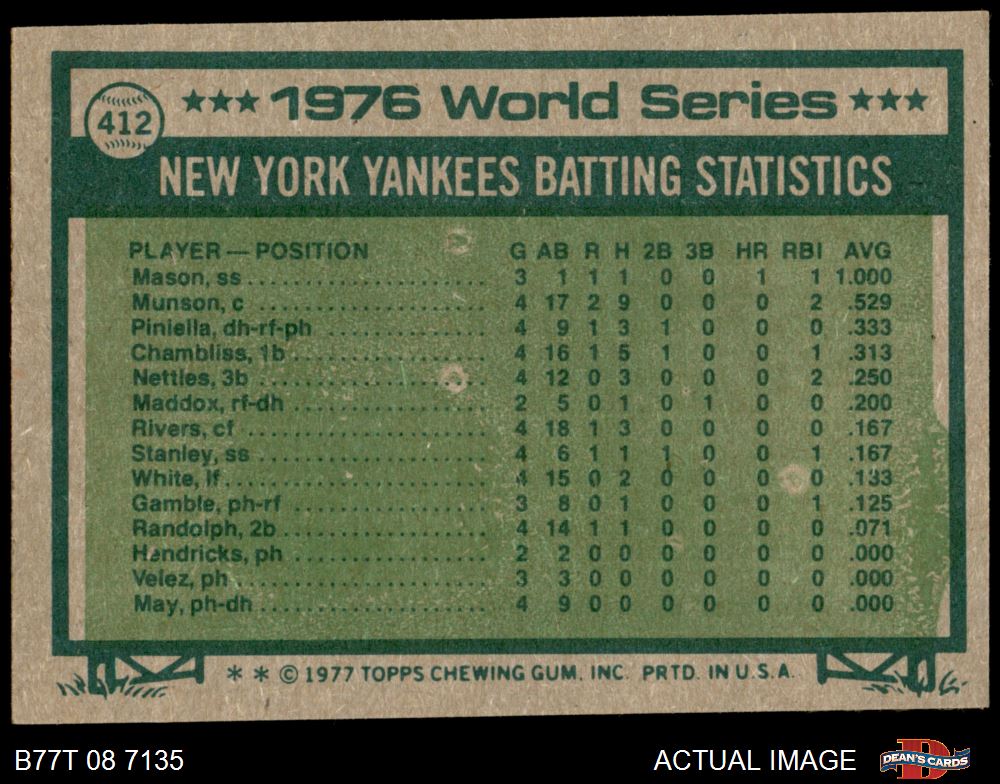 412 ★★★ 1976 World Series ★★★
NEW YORK YANKEES BATTING STATISTICS
PLAYER — POSITION G AB R H 2B 3B HR RBI AVG
Mason, ss .......................... 3 1 1 1 0 0 1 1 1.000
Munson, c .......................... 4 17 2 9 0 0 0 2 .529
Piniella, dh-rf-ph ................. 4 9 1 3 1 0 0 0 .333
Chambliss, 1b ...................... 4 16 1 5 1 0 0 1 .313
Nettles, 3b ........................ 4 12 0 3 0 0 0 2 .250
Maddox, rf-dh ...................... 2 5 0 1 0 1 0 0 .200
Rivers, cf ......................... 4 18 1 3 0 0 0 0 .167
Stanley, ss ........................ 4 6 1 1 1 0 0 1 .167
White, lf .......................... 4 15 0 2 0 0 0 0 .133
Gamble, ph-rf ...................... 3 8 0 1 0 0 0 1 .125
Randolph, 2b ....................... 4 14 1 1 0 0 0 0 .071
Hendricks, ph ...................... 2 2 0 0 0 0 0 0 .000
Velez, ph .......................... 3 3 0 0 0 0 0 0 .000
May, ph-dh ......................... 4 9 0 0 0 0 0 0 .000
* * © 1977 TOPPS CHEWING GUM, INC. PRTD. IN U.S.A.
B77T 08 7135 ACTUAL IMAGE DEAN'S CARDS